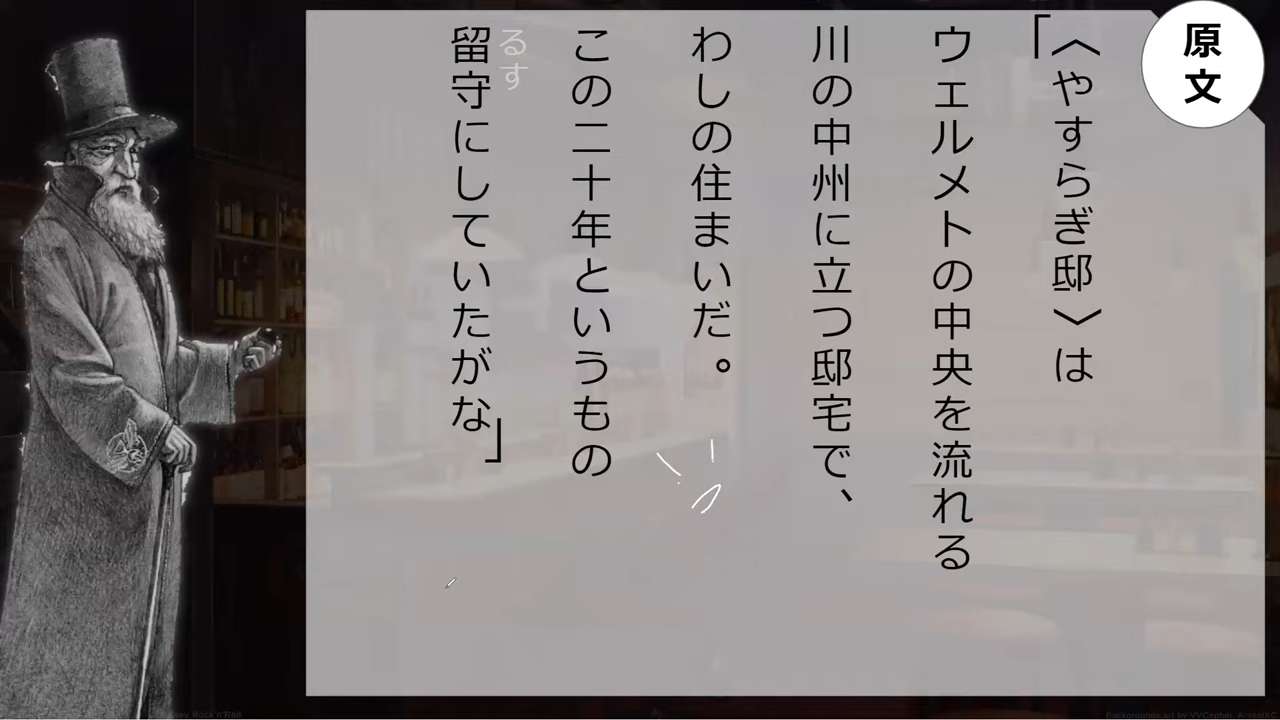 原文
「〈やすらぎ邸〉は
ウェルメトの中央を流れる
川の中州に立つ邸宅で、
わしの住まいだ。
この二十年というもの
るす
留守にしていたがな」